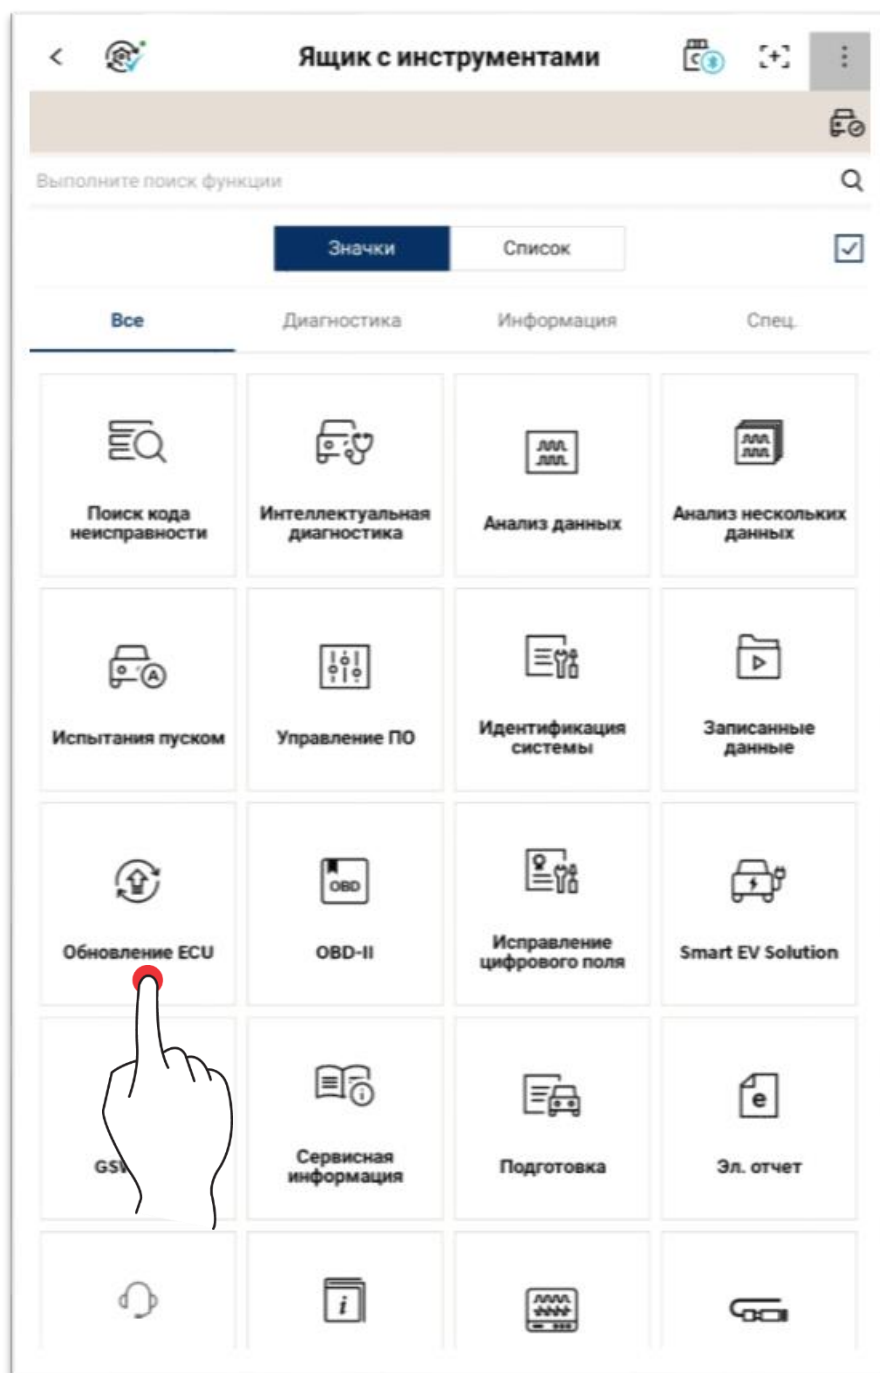 Ящик с инструментами
Выполните поиск функции
Значки
Список
Все
Диагностика
Информация
Спец.
Поиск кода
неисправности
Интеллектуальная
диагностика
Анализ данных
Анализ нескольких
данных
Испытания пуском
Управление ПО
Идентификация
системы
Записанные
данные
Обновление ECU
OBD
OBD-II
Исправление
цифрового поля
Smart EV Solution
Сервисная
информация
Подготовка
e
Эл. отчет
i